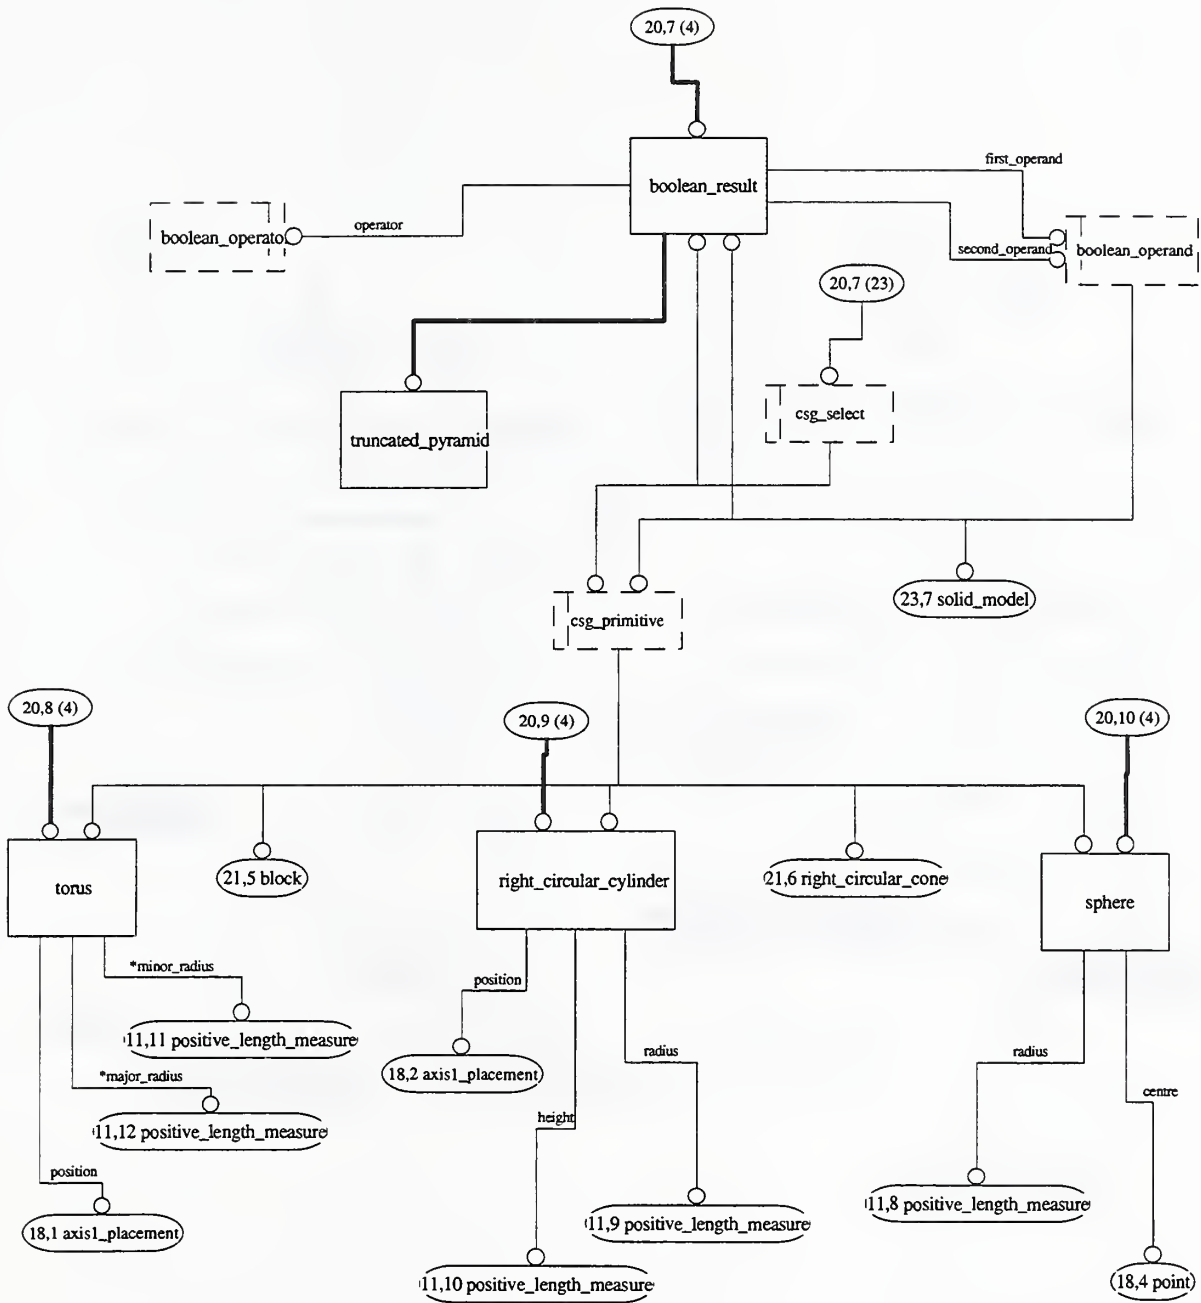 20,7 (4)
boolean_result
first_operand
boolean_operato
operator
second_operand
boolean_operand
20,7 (23)
csg_select
truncated_pyramid
23,7 solid_model
csg_primitive
20,8 (4)
20,9 (4)
20,10 (4)
torus
21,5 block
right_circular_cylinder
21,6 right_circular_cone
sphere
*minor_radius
position
11,11 positive_length_measure
radius
radius
18,2 axis1_placement
*major_radius
centre
height
11,12 positive_length_measure
position
11,8 positive_length_measure
11,9 positive_length_measure
18,1 axis1_placement
11,10 positive_length_measure
18,4 point